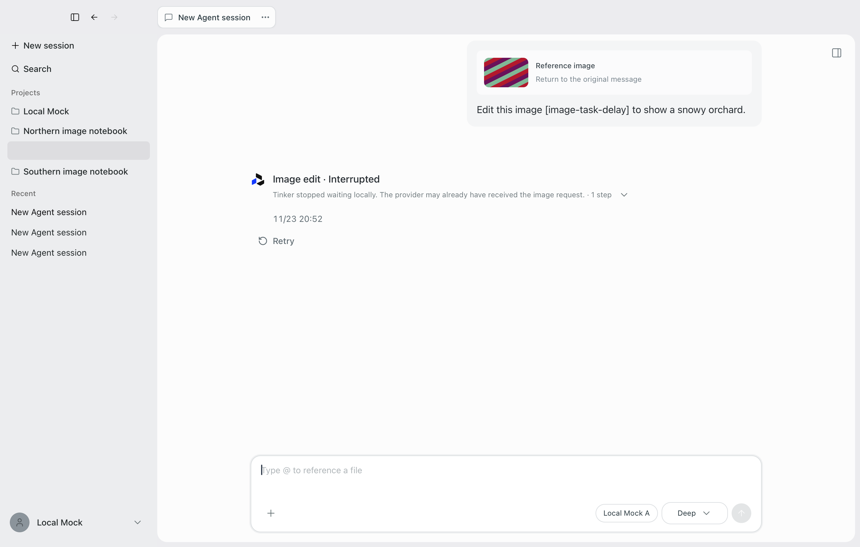 New Agent session
New session
Search
Projects
Local Mock
Northern image notebook
Southern image notebook
Recent
New Agent session
New Agent session
New Agent session
Local Mock
Reference image
Return to the original message
Edit this image [image-task-delay] to show a snowy orchard.
Image edit · Interrupted
Tinker stopped waiting locally. The provider may already have received the image request. · 1 step
11/23 20:52
Retry
Type @ to reference a file
Local Mock A
Deep